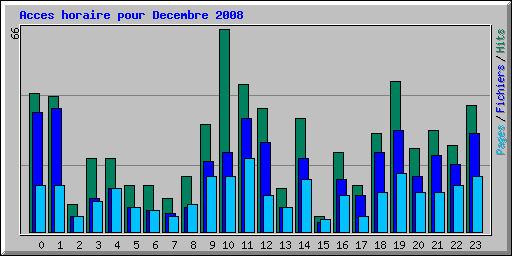 Acces horaire pour Decembre 2008
66
Pages/Fichiers/Hits
0 1 2 3 4 5 6 7 8 9 10 11 12 13 14 15 16 17 18 19 20 21 22 23